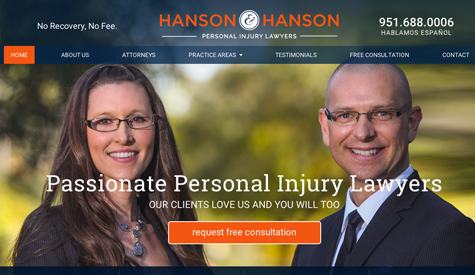 No Recovery, No Fee.
HANSON & HANSON
PERSONAL INJURY LAWYERS
951.688.0006
HABLAMOS ESPAÑOL
HOME ABOUT US ATTORNEYS PRACTICE AREAS TESTIMONIALS FREE CONSULTATION CONTACT
Passionate Personal Injury Lawyers
OUR CLIENTS LOVE US AND YOU WILL TOO
request free consultation